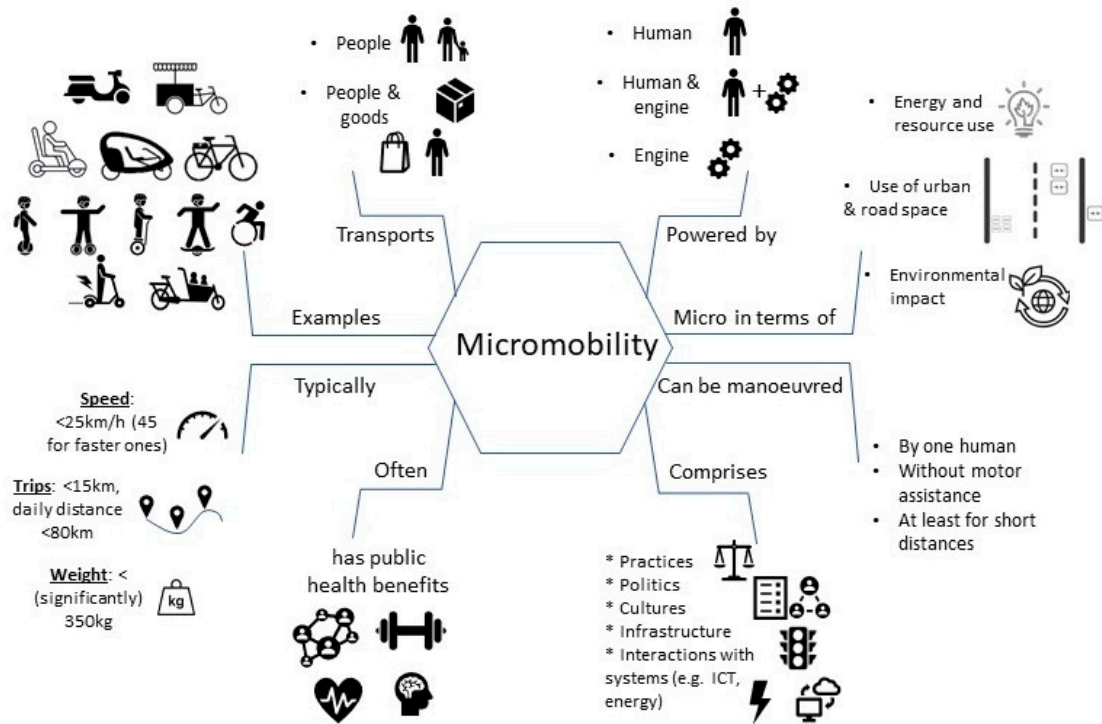 • People
• People &
goods
Transports
• Human
• Human &
engine
+
• Engine
Powered by
• Energy and
resource use
• Use of urban
& road space
• Environmental
impact
Micro in terms of
Examples
Micromobility
Typically
Speed:
<25km/h (45
for faster ones)
Trips: <15km,
daily distance
<80km
Weight: <
(significantly)
350kg
kg
Often
has public
health benefits
Comprises
* Practices
* Politics
* Cultures
* Infrastructure
* Interactions with
systems (e.g. ICT,
energy)
Can be manoeuvred
• By one human
• Without motor
assistance
• At least for short
distances